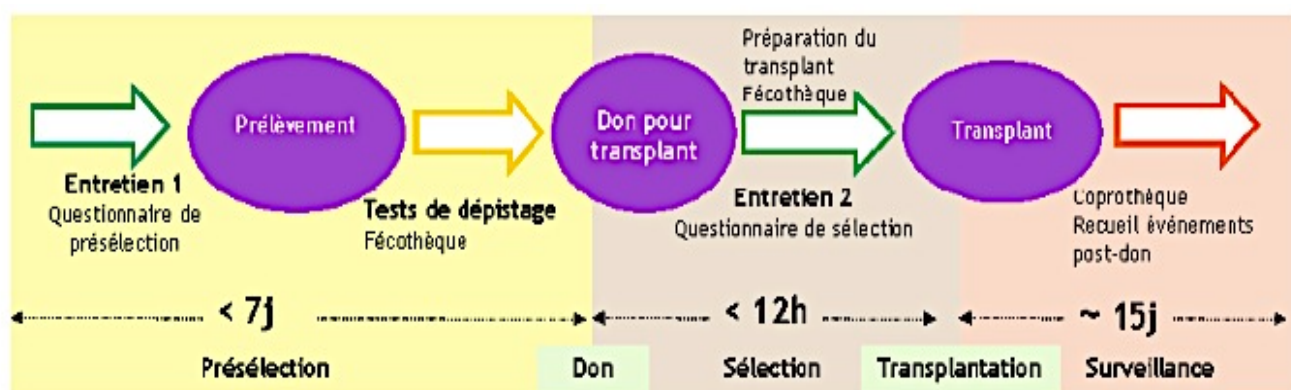 Entretien 1
Questionnaire de
présélection
Prélèvement
Tests de dépistage
Fécothèque
Don pour
transplant
Préparation du
transplant
Fécothèque
Entretien 2
Questionnaire de sélection
Transplant
Coprothèque
Recueil événements
post-don
< 7j
< 12h
~ 15j
Présélection
Don
Sélection
Transplantation
Surveillance